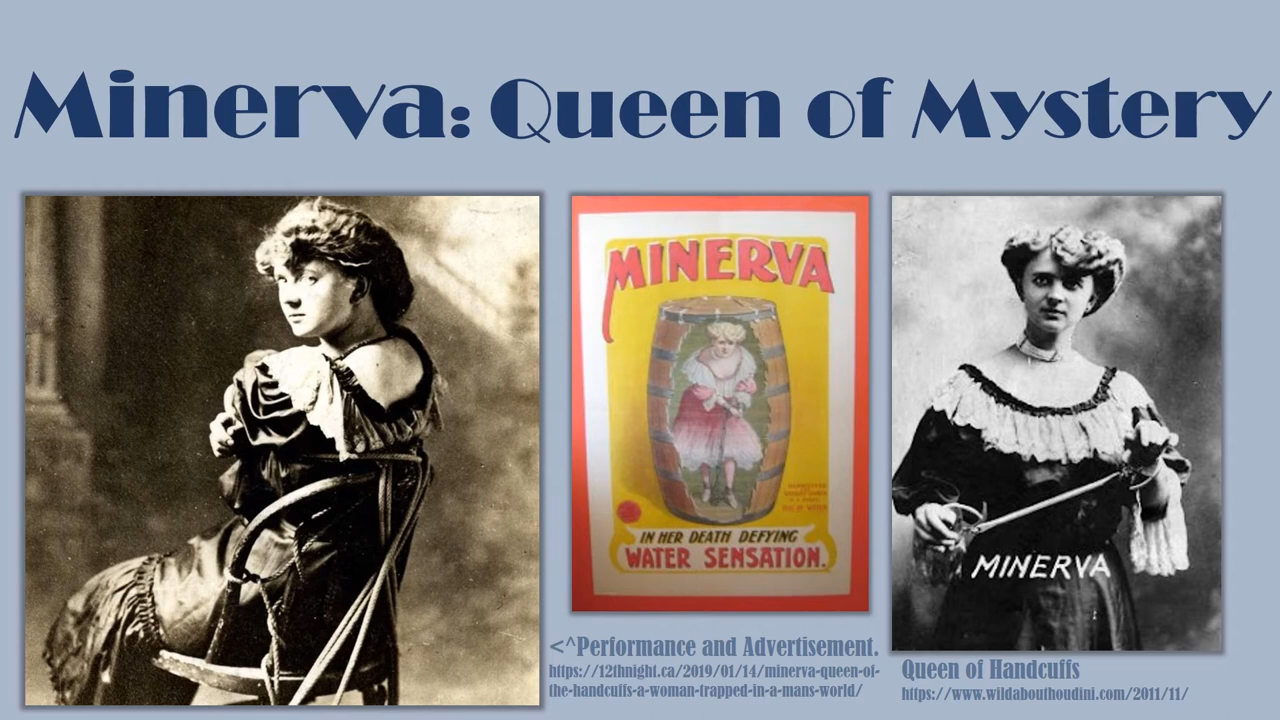 Minerva: Queen of Mystery
MINERVA
IN HER DEATH DEFYING
WATER SENSATION.
MINERVA
<^Performance and Advertisement.
https://12thnight.ca/2019/01/14/minerva-queen-of-
the-handcuffs-a-woman-trapped-in-a-mans-world/
Queen of Handcuffs
https://www.wildabouthoudini.com/2011/11/